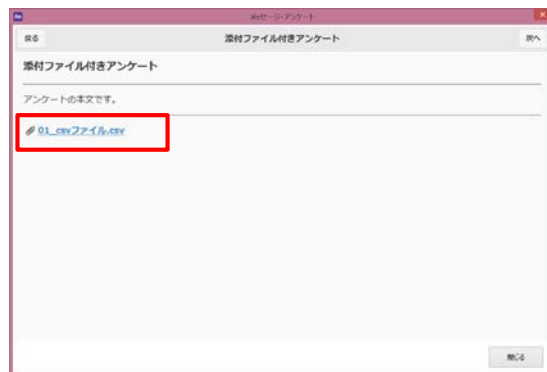 メッセージ・アンケート
戻る
添付ファイル付きアンケート
次へ
添付ファイル付きアンケート
アンケートの本文です。
01_csvファイル.csv
閉じる